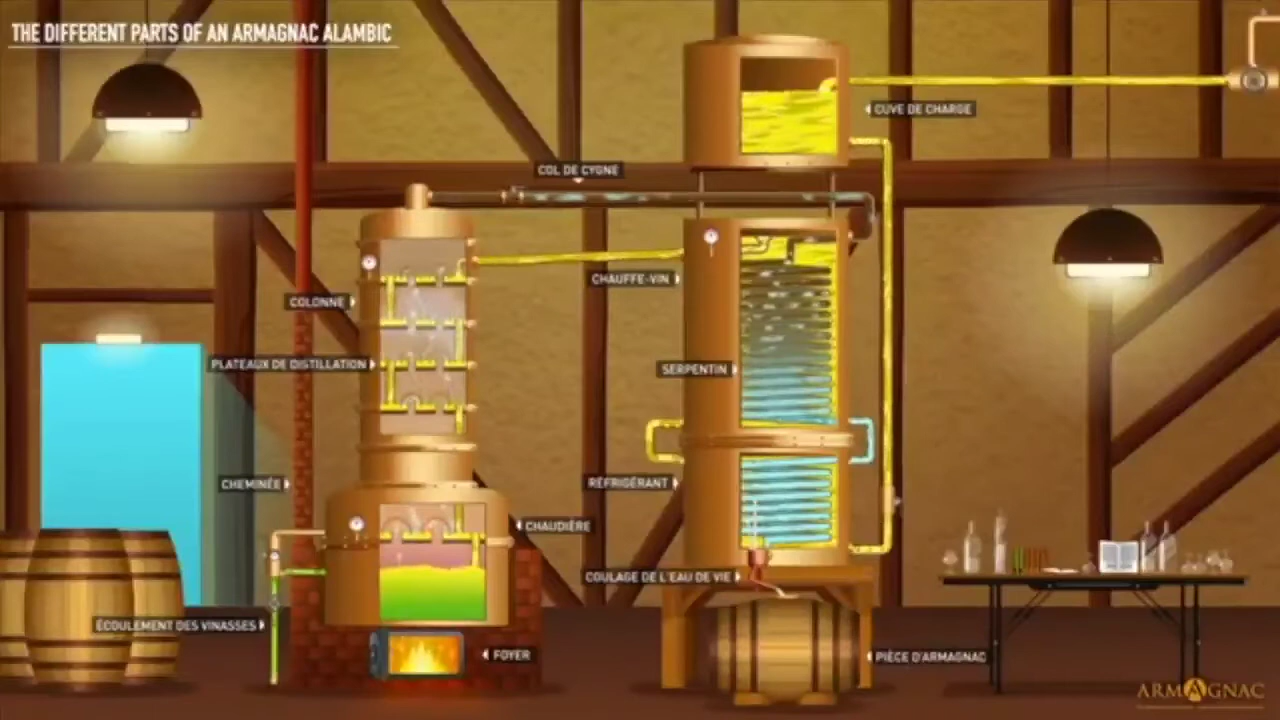 THE DIFFERENT PARTS OF AN ARMAGNAC ALAMBIC
CUVE DE CHARGE
COL DE CYGNE
CHAUFFE-VIN
COLONNE
PLATEAUX DE DISTILLATION
SERPENTIN
CHEMINÉE
RÉFRIGÉRANT
CHAUDIÈRE
COULAGE DE L'EAU DE VIE
ÉCOULEMENT DES VINASSES
FOYER
PIÈCE D'ARMAGNAC
ARMAGNAC